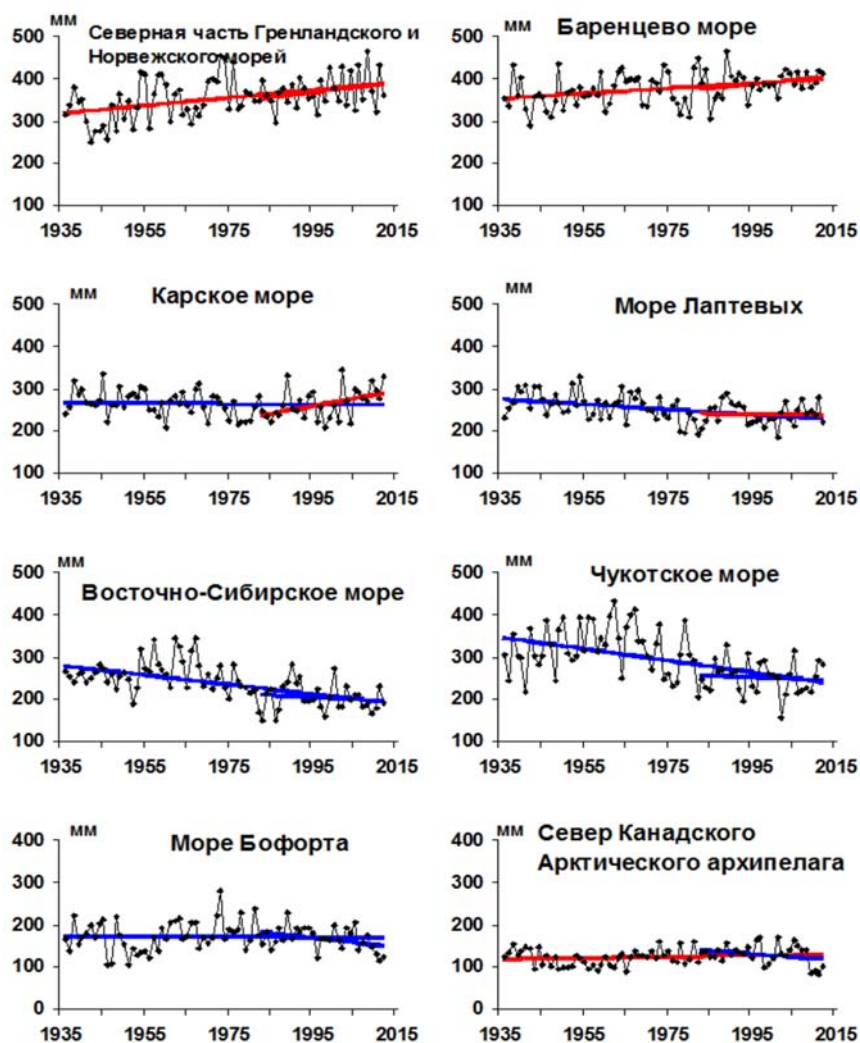 мм
Северная часть Гренландского и
Норвежского морей
500
400
300
200
100
1935 1955 1975 1995 2015
Баренцево море
500
400
300
200
100
1935 1955 1975 1995 2015
мм
Карское море
500
400
300
200
100
1935 1955 1975 1995 2015
мм
Море Лаптевых
500
400
300
200
100
1935 1955 1975 1995 2015
мм
Восточно-Сибирское море
500
400
300
200
100
1935 1955 1975 1995 2015
мм
Чукотское море
500
400
300
200
100
1935 1955 1975 1995 2015
мм
Море Бофорта
400
300
200
100
0
1935 1955 1975 1995 2015
мм
Север Канадского
Арктического архипелага
400
300
200
100
0
1935 1955 1975 1995 2015